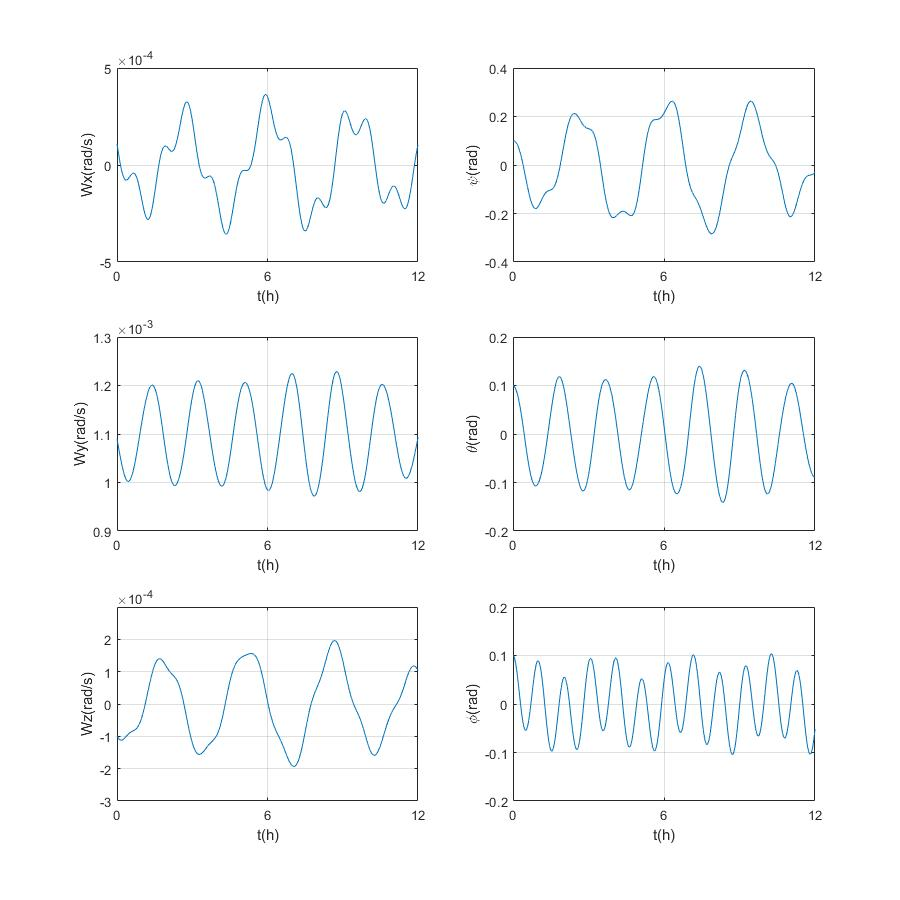 ×10-4
5
0
-5
Wx(rad/s)
0 6 12
t(h)
0.4
0.2
0
-0.2
-0.4
ψ(rad)
0 6 12
t(h)
×10-3
1.3
1.2
1.1
1
0.9
Wy(rad/s)
0 6 12
t(h)
0.2
0.1
0
-0.1
-0.2
θ(rad)
0 6 12
t(h)
×10-4
2
1
0
-1
-2
-3
Wz(rad/s)
0 6 12
t(h)
0.2
0.1
0
-0.1
-0.2
ϕ(rad)
0 6 12
t(h)